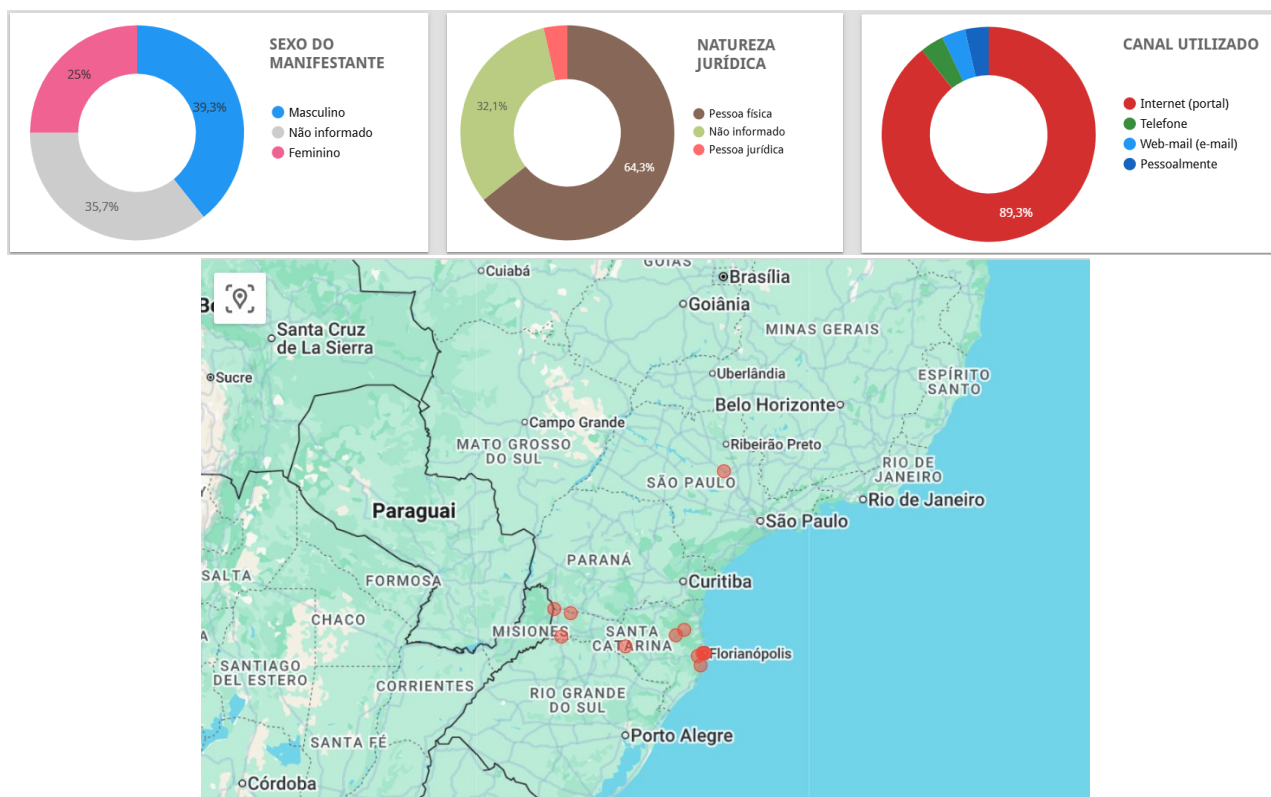 SEXO DO
MANIFESTANTE
25%
39,3%
35,7%
Masculino
Não informado
Feminino
NATUREZA
JURÍDICA
32,1%
64,3%
Pessoa física
Não informado
Pessoa jurídica
CANAL UTILIZADO
89,3%
Internet (portal)
Telefone
Web-mail (e-mail)
Pessoalmente
GOIÁS
Cuiabá
Brasília
Goiânia
Santa Cruz
de La Sierra
MINAS GERAIS
Sucre
Uberlândia
ESPÍRITO
SANTO
Belo Horizonte
Campo Grande
MATO GROSSO
DO SUL
Ribeirão Preto
RIO DE
JANEIRO
SÃO PAULO
Rio de Janeiro
Paraguai
São Paulo
PARANÁ
SALTA
FORMOSA
Curitiba
CHACO
MISIONES
SANTA
CATARINA
Florianópolis
SANTIAGO
DEL ESTERO
CORRIENTES
RIO GRANDE
DO SUL
SANTA FÉ
Porto Alegre
Córdoba